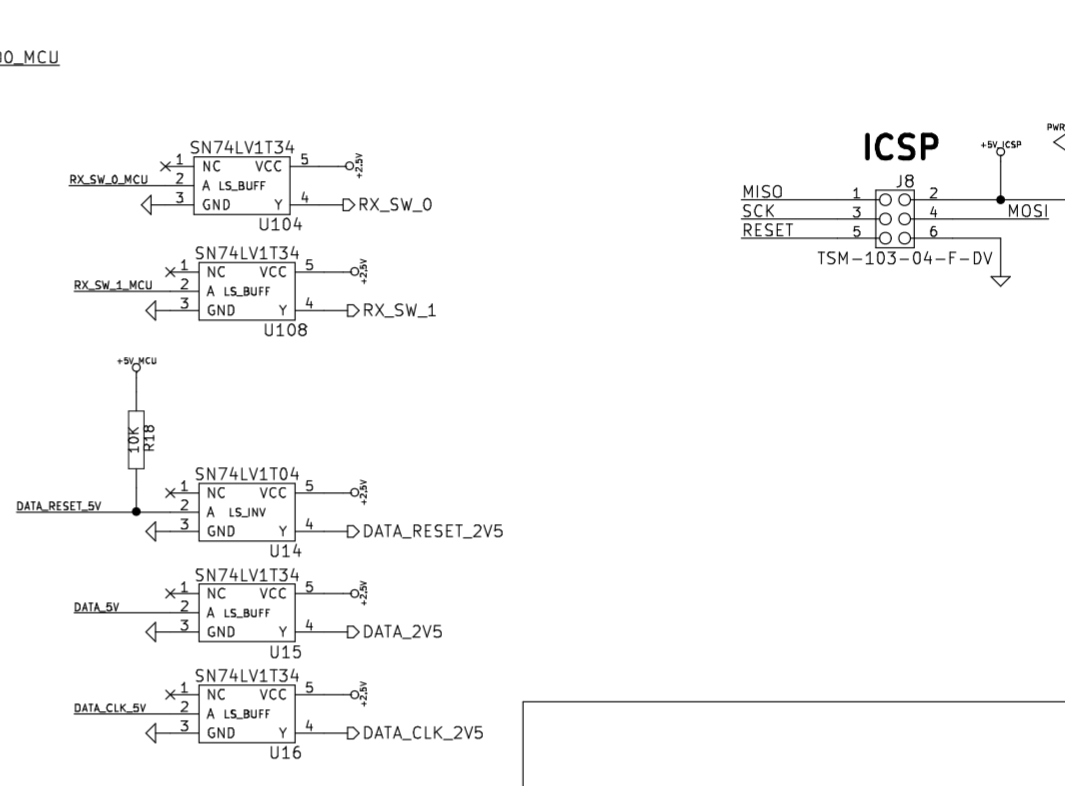 0_MCU
SN74LV1T34
1 NC VCC 5 +2.5V
RX_SW_0_MCU 2 A LS_BUFF
3 GND Y 4 RX_SW_0
U104
SN74LV1T34
1 NC VCC 5 +2.5V
RX_SW_1_MCU 2 A LS_BUFF
3 GND Y 4 RX_SW_1
U108
+5V_MCU
10K
R18
SN74LV1T04
1 NC VCC 5 +2.5V
DATA_RESET_5V 2 A LS_INV
3 GND Y 4 DATA_RESET_2V5
U14
SN74LV1T34
1 NC VCC 5 +2.5V
DATA_5V 2 A LS_BUFF
3 GND Y 4 DATA_2V5
U15
SN74LV1T34
1 NC VCC 5 +2.5V
DATA_CLK_5V 2 A LS_BUFF
3 GND Y 4 DATA_CLK_2V5
U16
ICSP
+5V_ICSP
PWR
J8
MISO 1 2
SCK 3 4 MOSI
RESET 5 6
TSM-103-04-F-DV